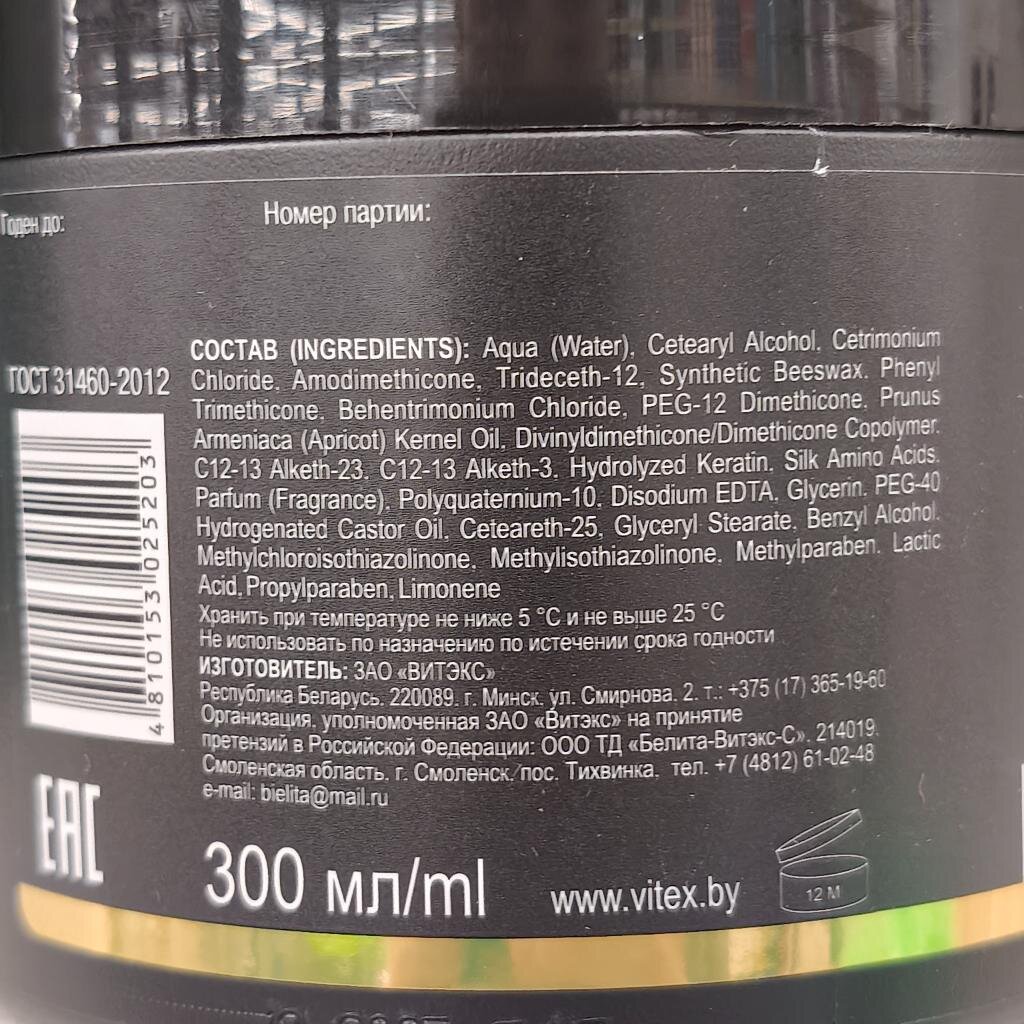 Годен до:
Номер партии:
ГОСТ 31460-2012
СОСТАВ (INGREDIENTS): Aqua (Water), Cetearyl Alcohol, Cetrimonium
Chloride, Amodimethicone, Trideceth-12, Synthetic Beeswax, Phenyl
Trimethicone, Behentrimonium Chloride, PEG-12 Dimethicone, Prunus
Armeniaca (Apricot) Kernel Oil, Divinyldimethicone/Dimethicone Copolymer,
C12-13 Alketh-23, C12-13 Alketh-3, Hydrolyzed Keratin, Silk Amino Acids,
Parfum (Fragrance), Polyquaternium-10, Disodium EDTA, Glycerin, PEG-40
Hydrogenated Castor Oil, Ceteareth-25, Glyceryl Stearate, Benzyl Alcohol,
Methylchloroisothiazolinone, Methylisothiazolinone, Methylparaben, Lactic
Acid, Propylparaben, Limonene
Хранить при температуре не ниже 5 °C и не выше 25 °C
Не использовать по назначению по истечении срока годности
ИЗГОТОВИТЕЛЬ: ЗАО «ВИТЭКС»
Республика Беларусь, 220089, г. Минск, ул. Смирнова, 2, т.: +375 (17) 365-19-60
Организация, уполномоченная ЗАО «Витэкс» на принятие
претензий в Российской Федерации: ООО ТД «Белита-Витэкс-С», 214019,
Смоленская область, г. Смоленск, пос. Тихвинка, тел. +7 (4812) 61-02-48
e-mail: bielita@mail.ru
4 810153 025203
EAC
300 мл/ml
www.vitex.by
12 M